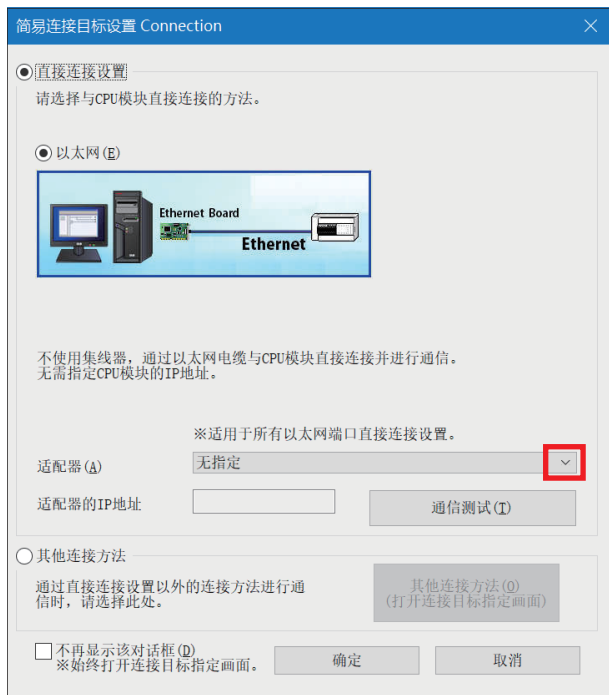 简易连接目标设置 Connection
直接连接设置
请选择与CPU模块直接连接的方法。
以太网(E)
Ethernet Board
Ethernet
不使用集线器，通过以太网电缆与CPU模块直接连接并进行通信。
无需指定CPU模块的IP地址。
※适用于所有以太网端口直接连接设置。
适配器(A)
无指定
适配器的IP地址
通信测试(T)
其他连接方法
通过直接连接设置以外的连接方法进行通
信时，请选择此处。
其他连接方法(O)
(打开连接目标指定画面)
不再显示该对话框(D)
※始终打开连接目标指定画面。
确定
取消